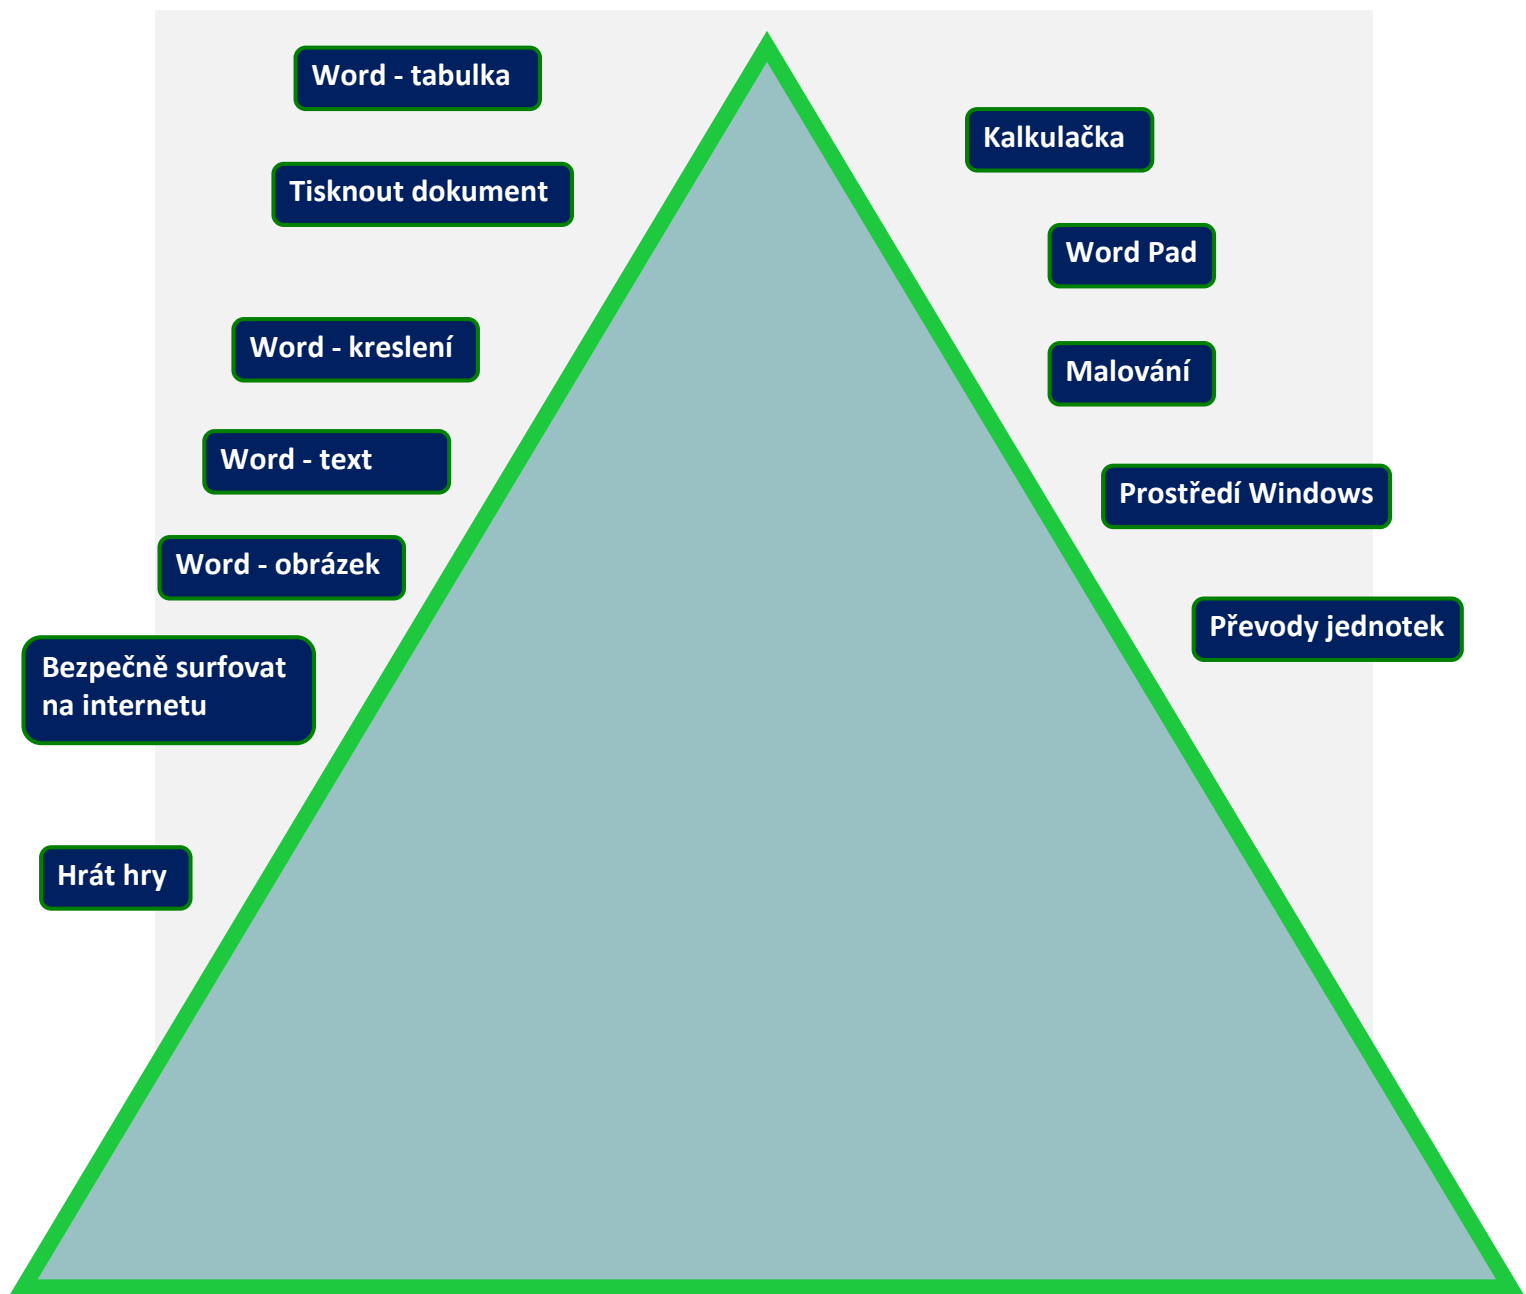 Word - tabulka
Tisknout dokument
Word - kreslení
Word - text
Word - obrázek
Bezpečně surfovat
na internetu
Hrát hry
Kalkulačka
Word Pad
Malování
Prostředí Windows
Převody jednotek